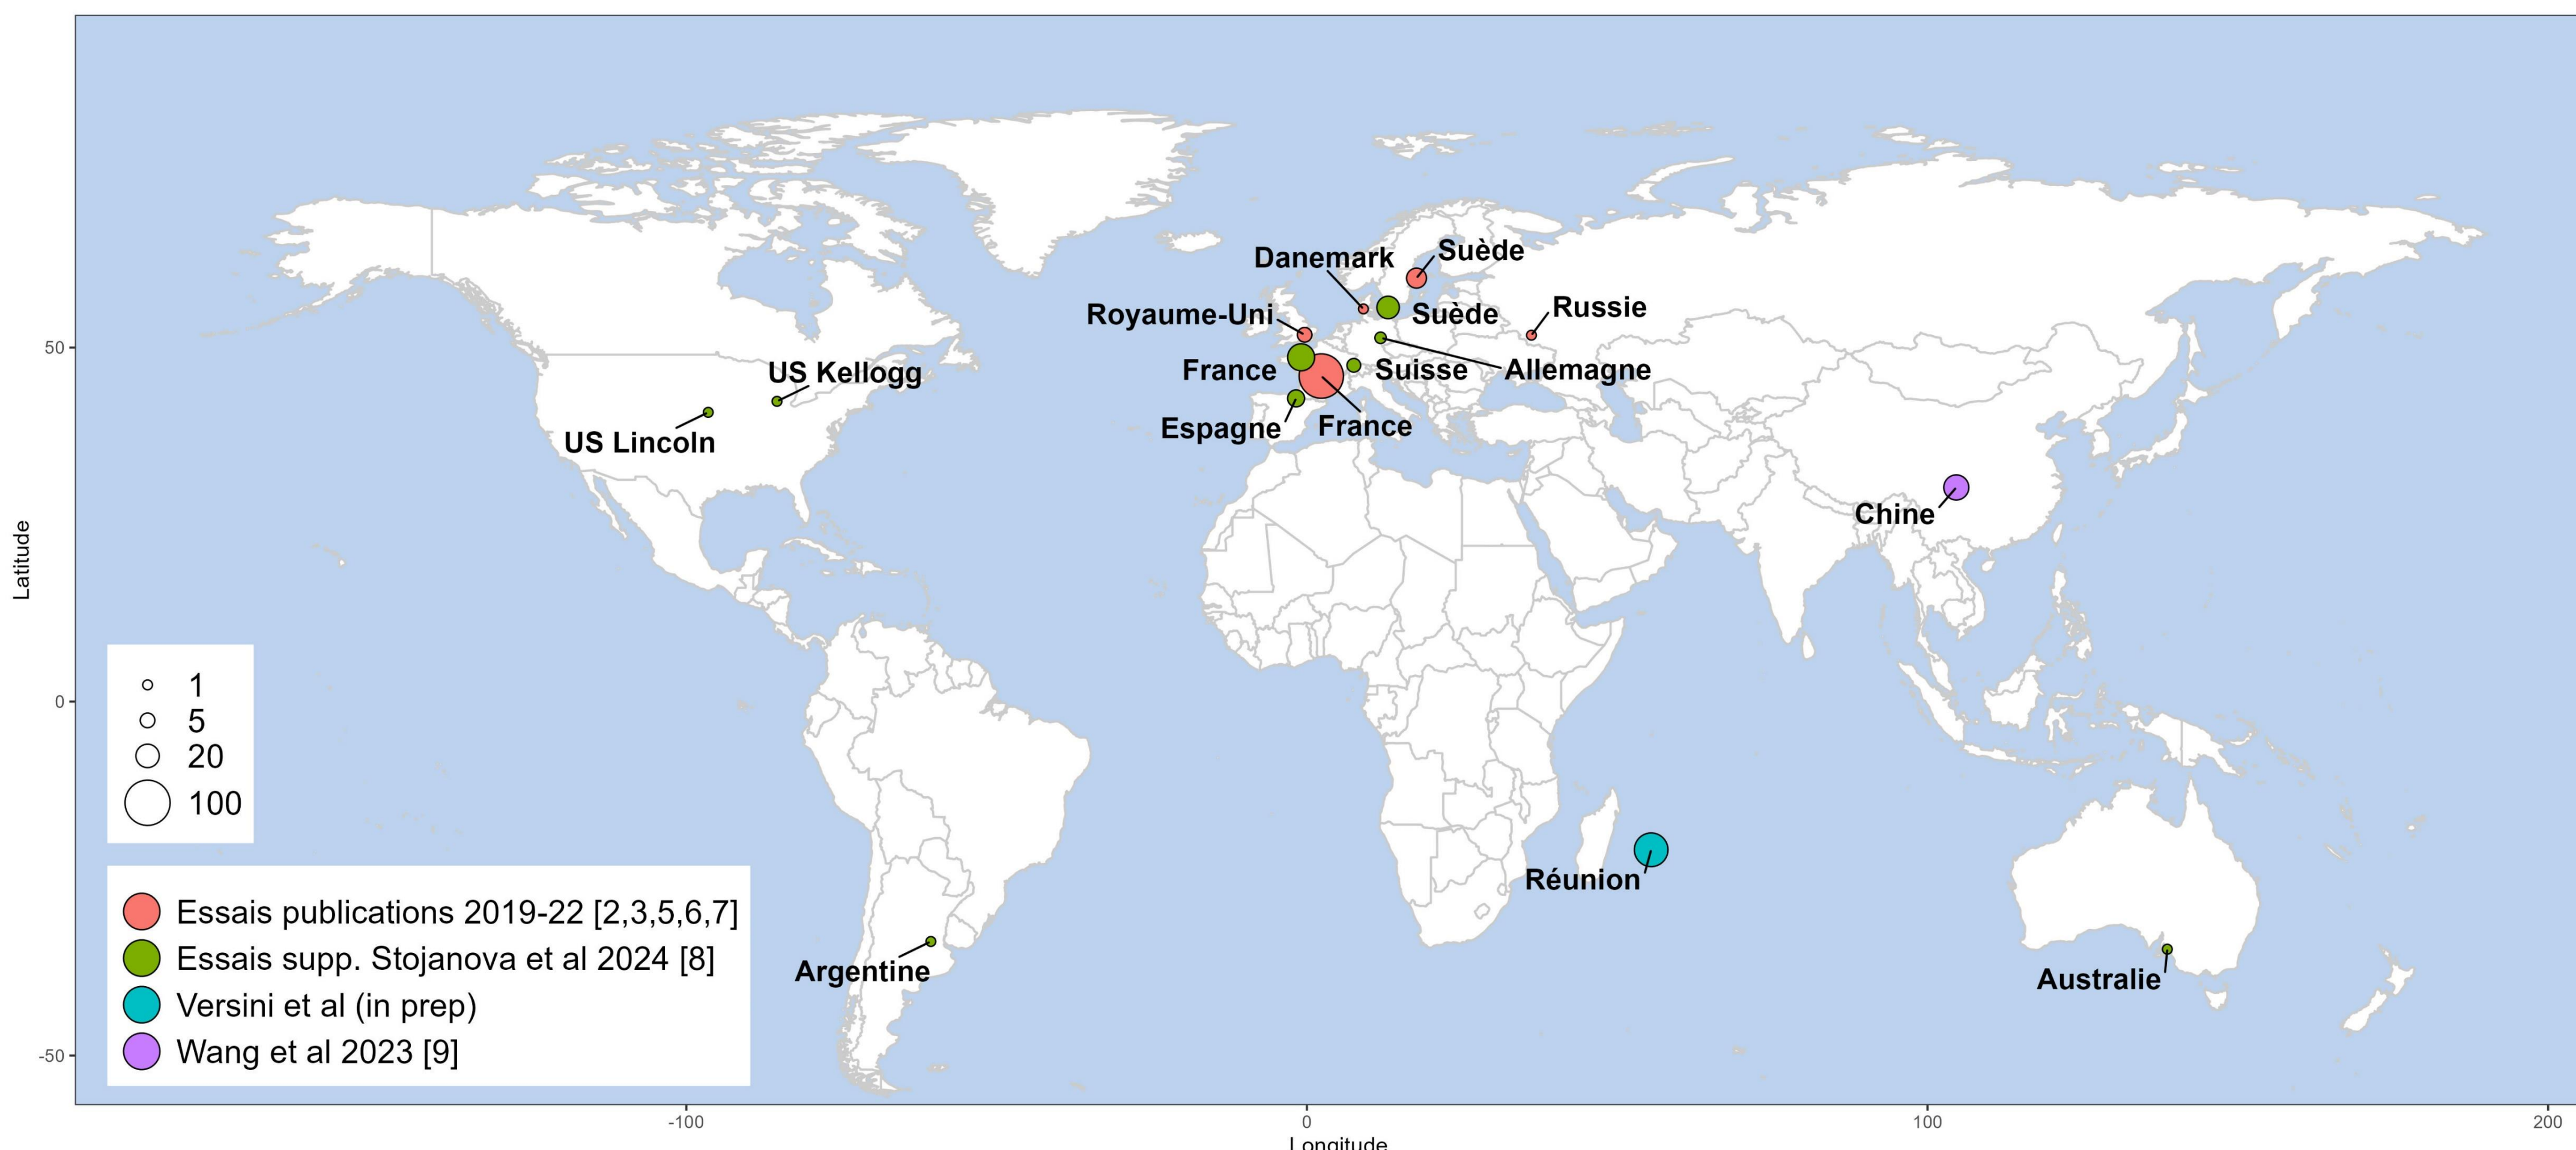 Danemark
Suède
Royaume-Uni
Suède
Russie
50
US Kellogg
France
Suisse
Allemagne
US Lincoln
Espagne
France
Chine
Latitude
1
5
0
20
100
Réunion
Essais publications 2019-22 [2,3,5,6,7]
Essais supp. Stojanova et al 2024 [8]
Argentine
Australie
Versini et al (in prep)
Wang et al 2023 [9]
-50
-100
0
100
200
Longitude